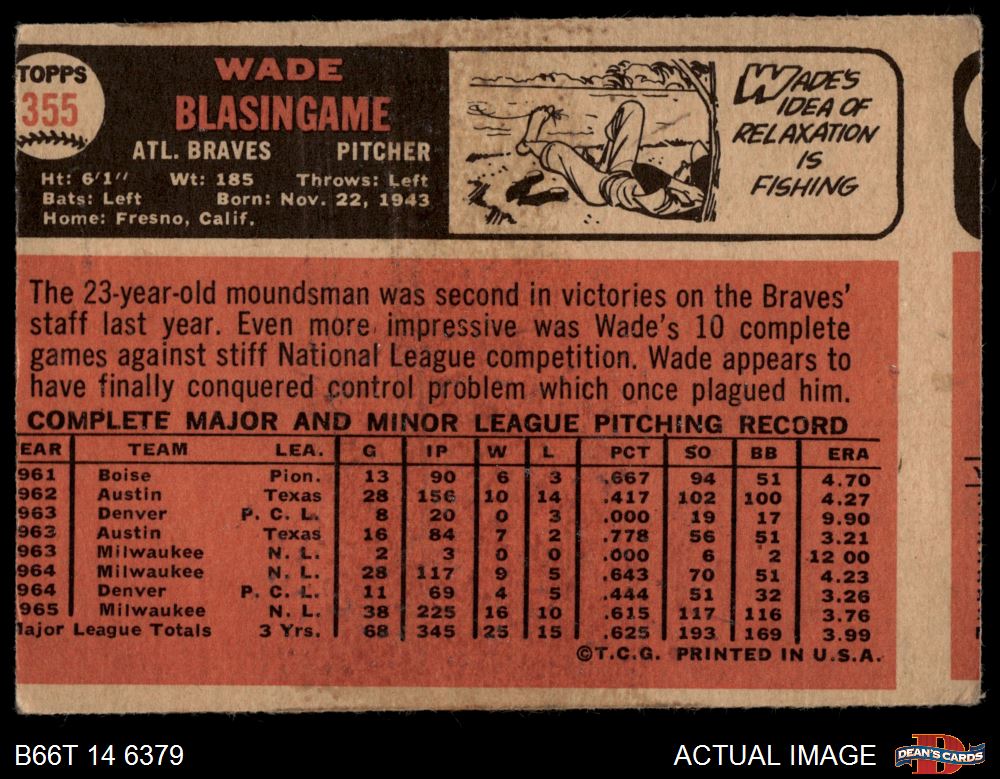 TOPPS
355
WADE
BLASINGAME
ATL. BRAVES PITCHER
Ht: 6'1" Wt: 185 Throws: Left
Bats: Left Born: Nov. 22, 1943
Home: Fresno, Calif.
WADE'S
IDEA OF
RELAXATION
IS
FISHING
The 23-year-old moundsman was second in victories on the Braves'
staff last year. Even more impressive was Wade's 10 complete
games against stiff National League competition. Wade appears to
have finally conquered control problem which once plagued him.
COMPLETE MAJOR AND MINOR LEAGUE PITCHING RECORD
EAR TEAM LEA. G IP W L PCT SO BB ERA
961 Boise Pion. 13 90 6 3 .667 94 51 4.70
962 Austin Texas 28 156 10 14 .417 102 100 4.27
963 Denver P. C. L. 8 20 0 3 .000 19 17 9.90
963 Austin Texas 16 84 7 2 .778 56 51 3.21
963 Milwaukee N. L. 2 3 0 0 .000 6 2 12 00
964 Milwaukee N. L. 28 117 9 5 .643 70 51 4.23
964 Denver P. C. L. 11 69 4 5 .444 51 32 3.26
965 Milwaukee N. L. 38 225 16 10 .615 117 116 3.76
Major League Totals 3 Yrs. 68 345 25 15 .625 193 169 3.99
©T.C.G. PRINTED IN U.S.A.
B66T 14 6379
ACTUAL IMAGE
DEAN'S CARDS